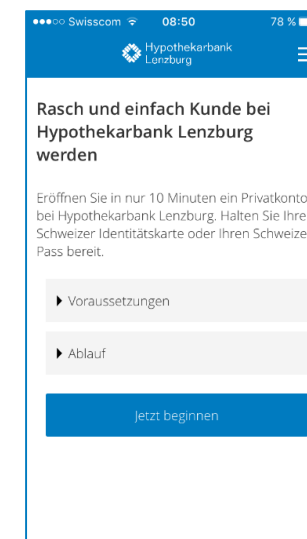 Swisscom 08:50 78 %
Hypothekarbank
Lenzburg
Rasch und einfach Kunde bei
Hypothekarbank Lenzburg
werden
Eröffnen Sie in nur 10 Minuten ein Privatkonto
bei Hypothekarbank Lenzburg. Halten Sie Ihre
Schweizer Identitätskarte oder Ihren Schweize
Pass bereit.
Voraussetzungen
Ablauf
Jetzt beginnen